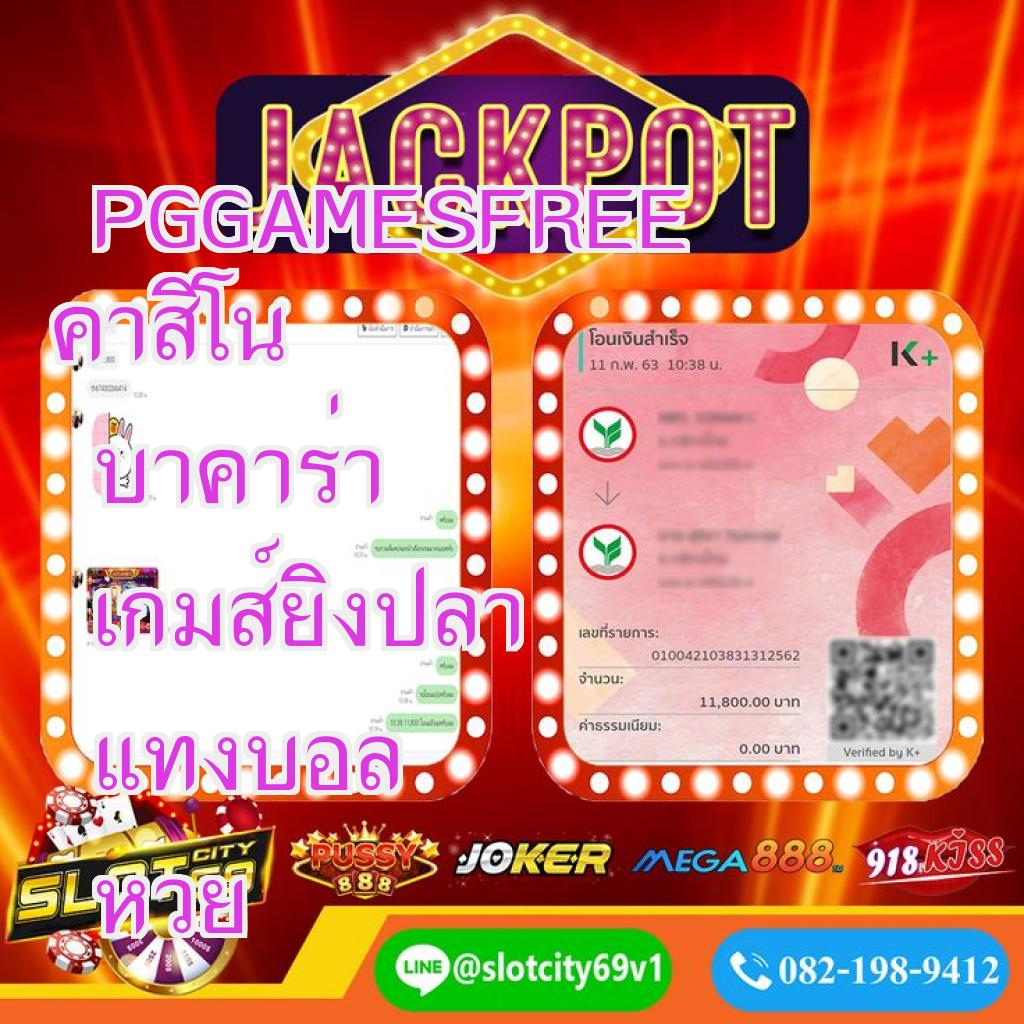 JACKPOT
PGGAMESFREE
คาสิโน
บาคาร่า
เกมส์ยิงปลา
แทงบอล
หวย
โอนเงินสำเร็จ
11 ก.พ. 63 10:38 น.
K+
เลขที่รายการ:
010042103831312562
จำนวน:
11,800.00 บาท
ค่าธรรมเนียม:
0.00 บาท
Verified by K+
SLOT CITY
PUSSY
888
JOKER
MEGA888
918KISS
LINE @slotcity69v1
082-198-9412